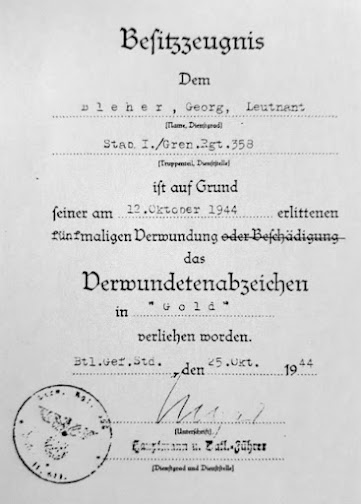 Besitzzeugnis
Dem
Bleher, Georg, Leutnant
(Name, Dienstgrad)
Stab I./Gren.Rgt.358
(Truppenteil, Dienststelle)
ist auf Grund
seiner am 12.Oktober 1944 erlittenen
fünfmaligen Verwundung oder Beschädigung
das
Verwundetenabzeichen
in "Gold"
verliehen worden.
Btl.Gef.Std. , den 25.Okt. 1944
(Unterschrift)
Hauptmann u. Batl.-Führer
(Dienstgrad und Dienststelle)